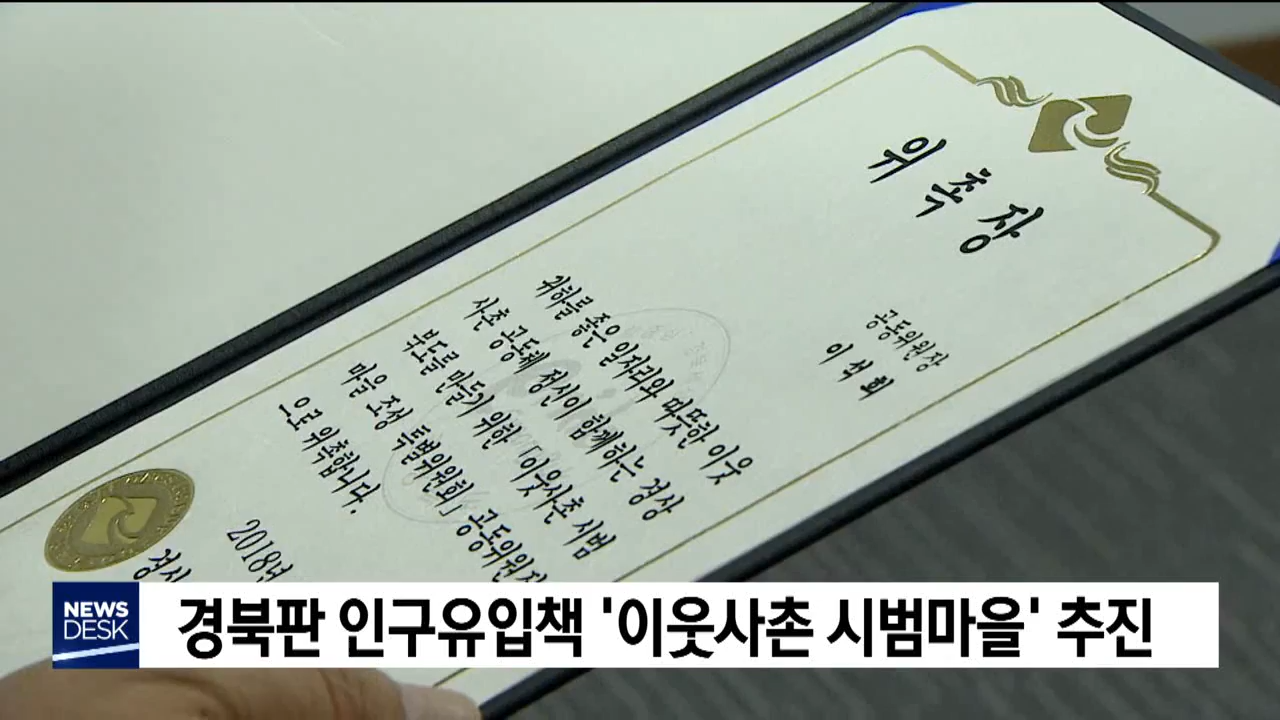 위촉장
공동위원장
이석희
귀하를 좋은 일자리와 따뜻한 이웃
사촌 공동체 정신이 함께하는 경상
북도를 만들기 위한 「이웃사촌 시범
마을 조성 특별위원회」 공동위원장
으로 위촉합니다.
2018년
NEWS
DESK
경북판 인구유입책 '이웃사촌 시범마을' 추진